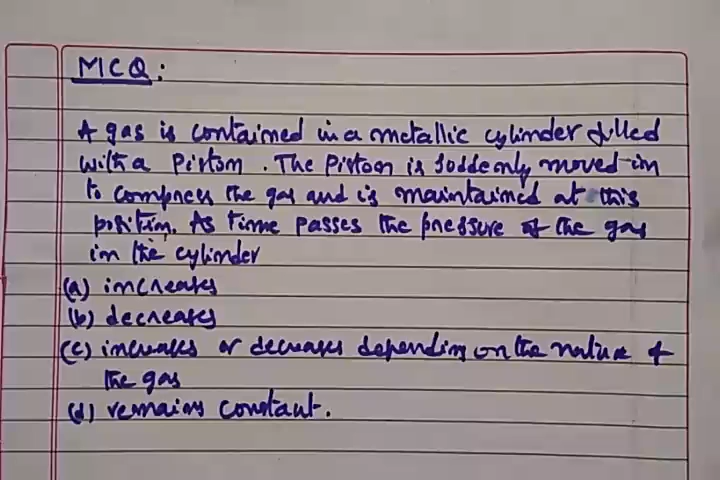 MCQ:
A gas is contained in a metallic cylinder filled
with a Piston. The Piston is suddenly moved in
to compress the gas and is maintained at this
position. As time passes the pressure of the gas
in the cylinder
(a) increases
(b) decreases
(c) increases or decreases depending on the nature of
the gas
(d) remains constant.